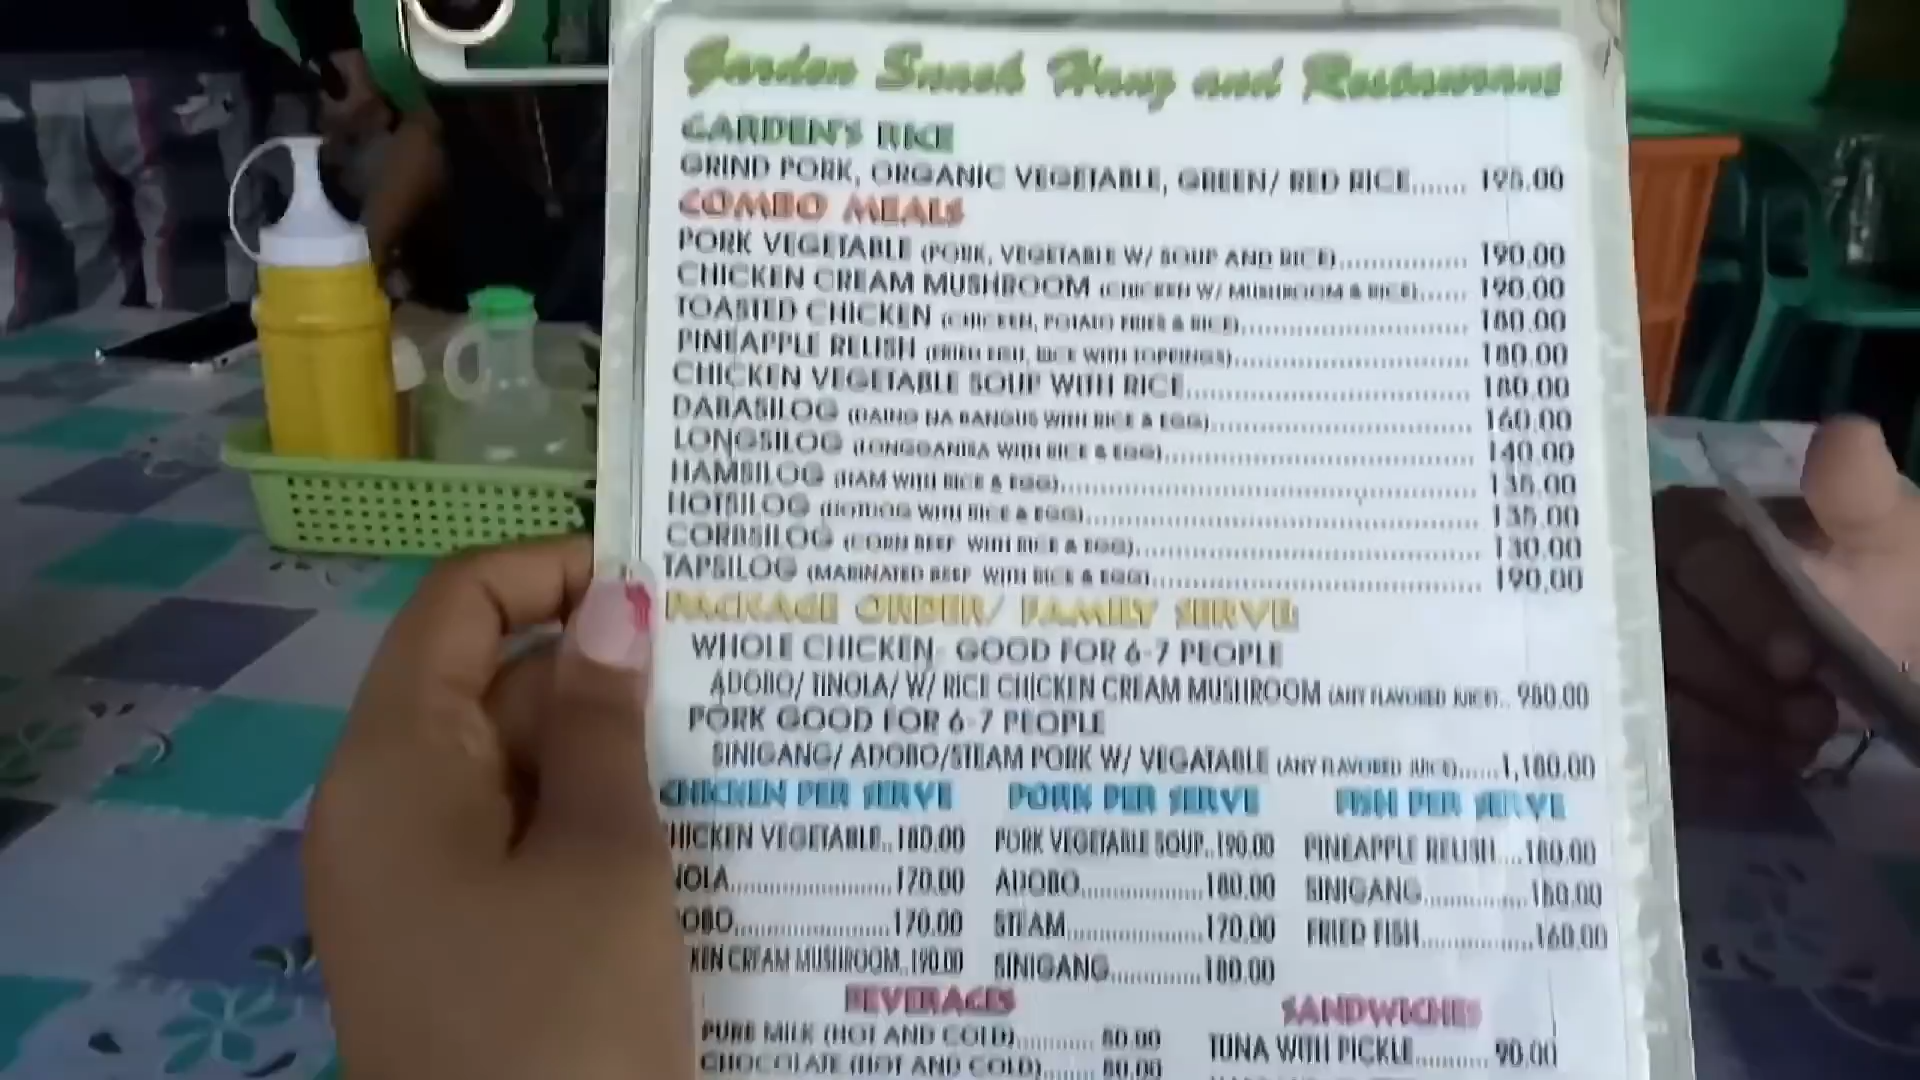 Garden Snack Hauz and Restaurant
GARDEN'S RICE
GRIND PORK, ORGANIC VEGETABLE, GREEN/ RED RICE....... 195.00
COMBO MEALS
PORK VEGETABLE (PORK, VEGETABLE W/ SOUP AND RICE)............... 190.00
CHICKEN CREAM MUSHROOM (CHICKEN W/ MUSHROOM & RICE)...... 190.00
TOASTED CHICKEN (CHICKEN, POTATO FRIES & RICE)........................... 180.00
PINEAPPLE RELISH (FRIED FISH, RICE WITH TOPPINGS)........................... 180.00
CHICKEN VEGETABLE SOUP WITH RICE................................. 180.00
DABASILOG (DAING NA BANGUS WITH RICE & EGG)............................... 160.00
LONGSILOG (LONGGANISA WITH RICE & EGG).................................... 140.00
HAMSILOG (HAM WITH RICE & EGG)................................................ 135.00
HOTSILOG (HOTDOG WITH RICE & EGG)............................................. 135.00
CORBSILOG (CORN BEEF WITH RICE & EGG)........................................ 130.00
TAPSILOG (MARINATED BEEF WITH RICE & EGG)..................................... 190.00
PACKAGE ORDER/ FAMILY SERVE
WHOLE CHICKEN- GOOD FOR 6-7 PEOPLE
ADOBO/ TINOLA/ W/ RICE CHICKEN CREAM MUSHROOM (ANY FLAVORED JUICE).. 980.00
PORK GOOD FOR 6-7 PEOPLE
SINIGANG/ ADOBO/STEAM PORK W/ VEGATABLE (ANY FLAVORED JUICE)......1,180.00
CHICKEN PER SERVE PORK PER SERVE FISH PER SERVE
HICKEN VEGETABLE..180.00 PORK VEGETABLE SOUP..190.00 PINEAPPLE RELISH....180.00
NOLA........................170.00 ADOBO..................180.00 SINIGANG................180.00
OBO........................170.00 STEAM....................170.00 FRIED FISH................160.00
KEN CREAM MUSHROOM..190.00 SINIGANG..............180.00
BEVERAGES SANDWICHES
PURE MILK (HOT AND COLD)............ 80.00 TUNA WITH PICKLE........... 90.00
CHOCOLATE (HOT AND COLD)........ 80.00